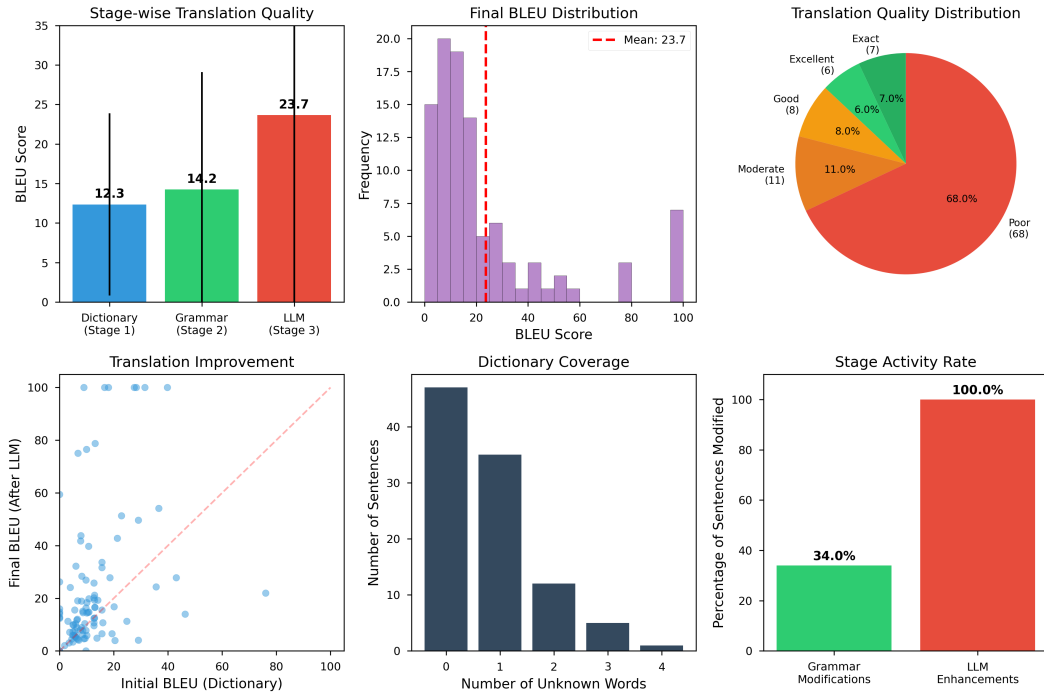 Stage-wise Translation Quality
BLEU Score
35
30
25
20
15
10
5
0
12.3
14.2
23.7
Dictionary
(Stage 1)
Grammar
(Stage 2)
LLM
(Stage 3)
Final BLEU Distribution
Frequency
20.0
17.5
15.0
12.5
10.0
7.5
5.0
2.5
0.0
Mean: 23.7
0 20 40 60 80 100
BLEU Score
Translation Quality Distribution
Exact
(7)
Excellent
(6)
Good
(8)
Moderate
(11)
Poor
(68)
7.0%
6.0%
8.0%
11.0%
68.0%
Translation Improvement
Final BLEU (After LLM)
100
80
60
40
20
0
0 20 40 60 80 100
Initial BLEU (Dictionary)
Dictionary Coverage
Number of Sentences
40
30
20
10
0
0 1 2 3 4
Number of Unknown Words
Stage Activity Rate
Percentage of Sentences Modified
100
80
60
40
20
0
34.0%
100.0%
Grammar
Modifications
LLM
Enhancements